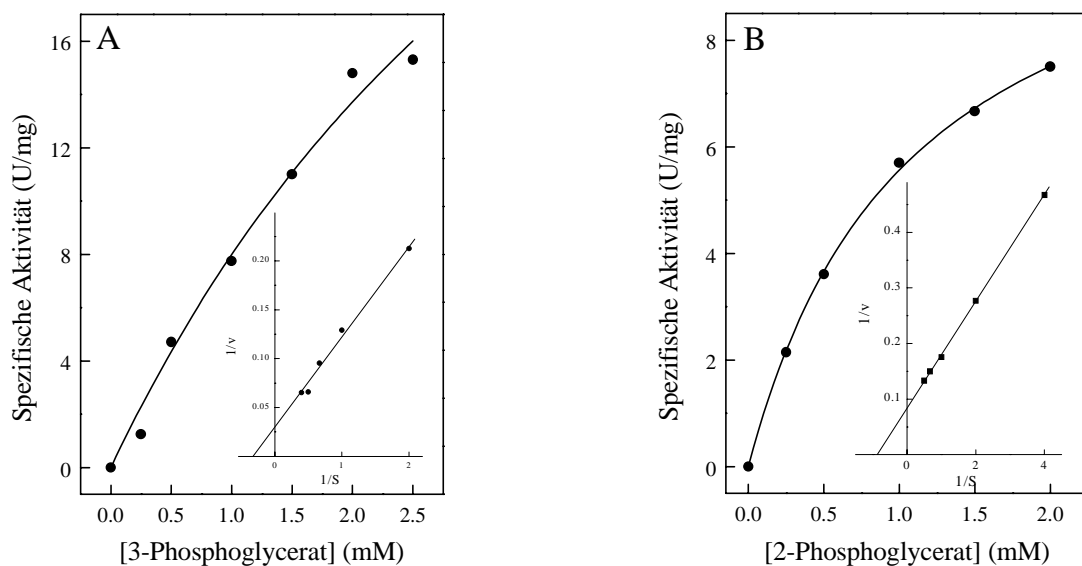 A
Spezifische Aktivität (U/mg)
16
12
8
4
0
0.0 0.5 1.0 1.5 2.0 2.5
[3-Phosphoglycerat] (mM)
1/v
0.20
0.15
0.10
0.05
0 1 2
1/S
B
Spezifische Aktivität (U/mg)
8
6
4
2
0
0.0 0.5 1.0 1.5 2.0
[2-Phosphoglycerat] (mM)
1/v
0.4
0.3
0.2
0.1
0 2 4
1/S